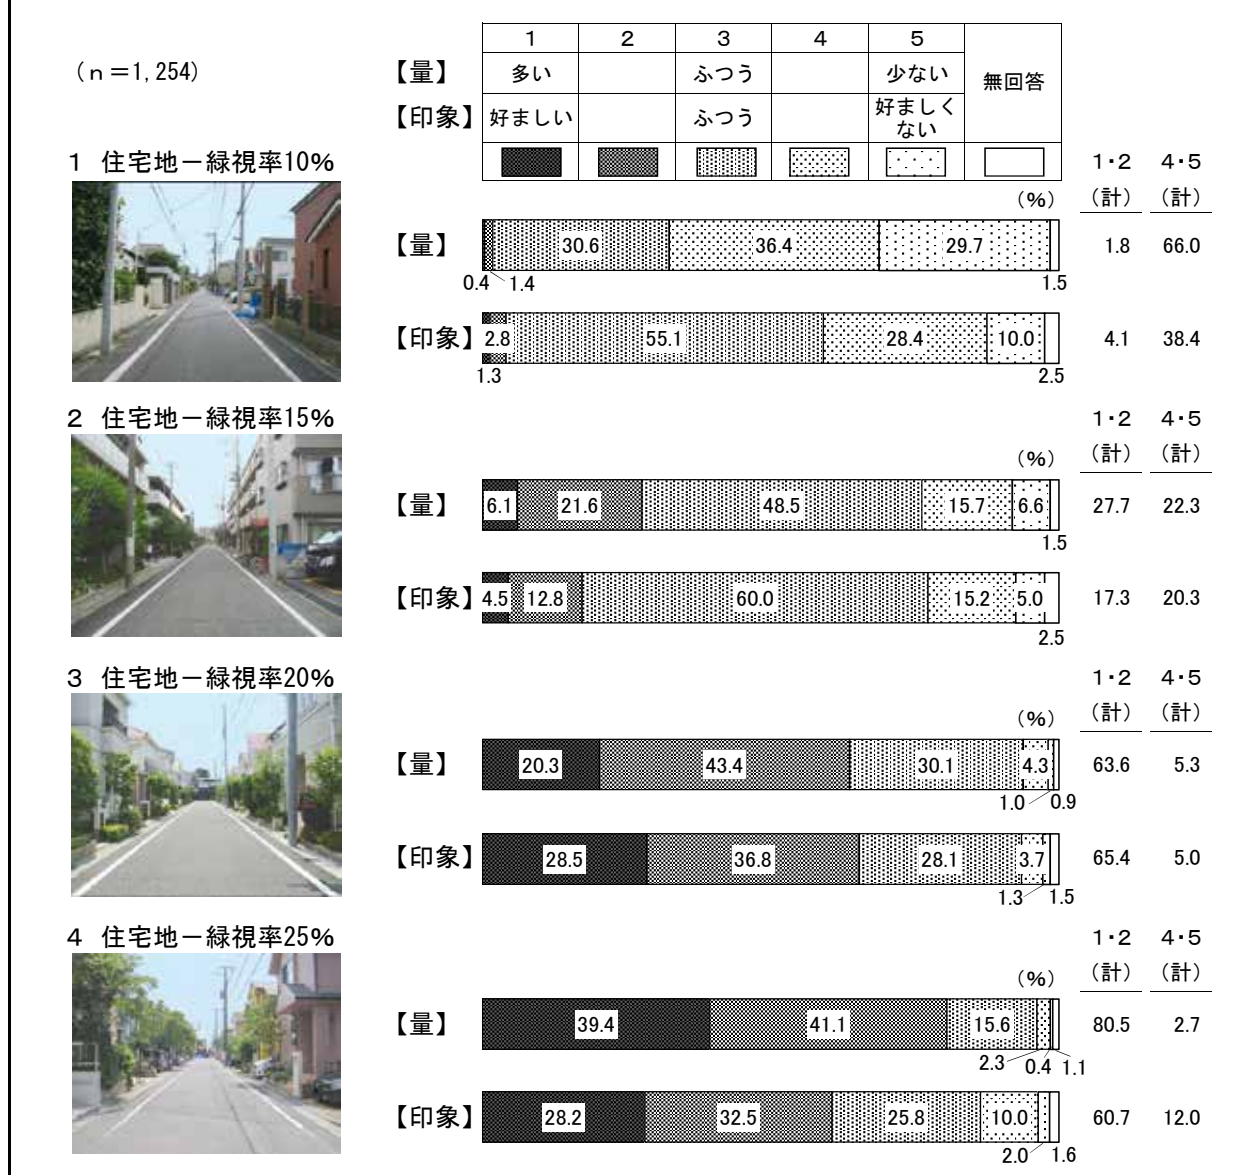 (n=1,254)
1 2 3 4 5 無回答
【量】 多い ふつう 少ない
【印象】 好ましい ふつう 好ましくない
1 住宅地－緑視率10%
(%) 1・2(計) 4・5(計)
【量】 30.6 36.4 29.7 1.8 66.0
0.4 1.4 1.5
【印象】 2.8 55.1 28.4 10.0 4.1 38.4
1.3 2.5
2 住宅地－緑視率15%
(%) 1・2(計) 4・5(計)
【量】 6.1 21.6 48.5 15.7 6.6 27.7 22.3
1.5
【印象】 4.5 12.8 60.0 15.2 5.0 17.3 20.3
2.5
3 住宅地－緑視率20%
(%) 1・2(計) 4・5(計)
【量】 20.3 43.4 30.1 4.3 63.6 5.3
1.0 0.9
【印象】 28.5 36.8 28.1 3.7 65.4 5.0
1.3 1.5
4 住宅地－緑視率25%
(%) 1・2(計) 4・5(計)
【量】 39.4 41.1 15.6 80.5 2.7
2.3 0.4 1.1
【印象】 28.2 32.5 25.8 10.0 60.7 12.0
2.0 1.6